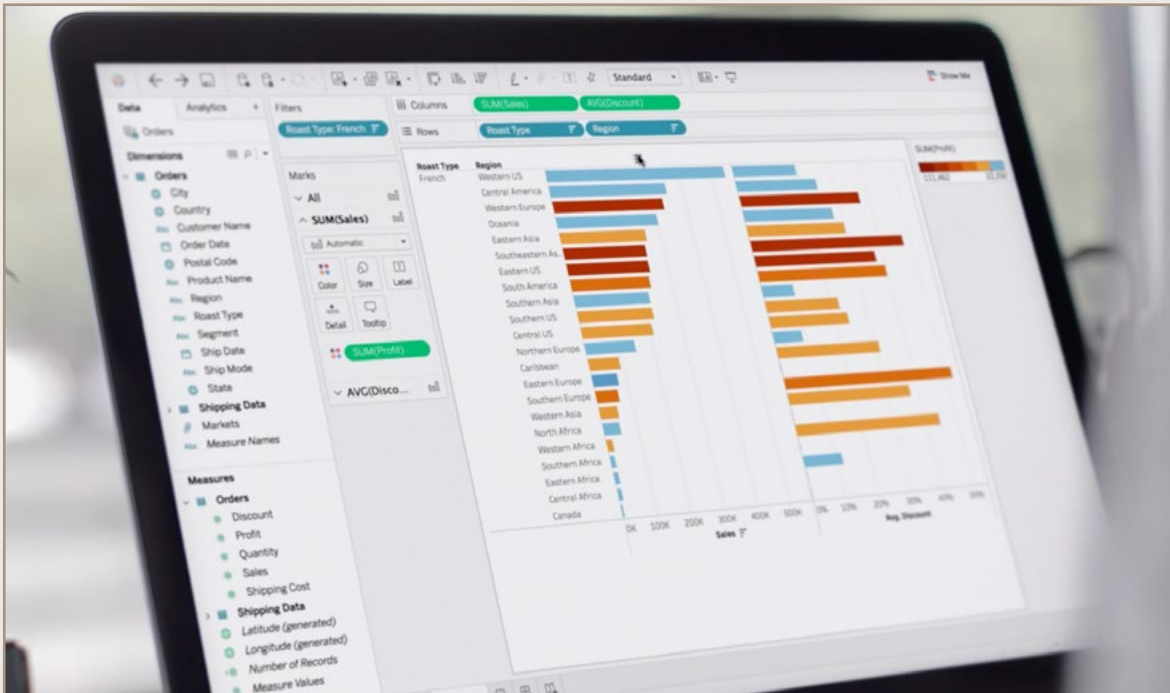 Standard
Show Me
Data
Analytics
Orders
Dimensions
Orders
City
Country
Abc Customer Name
Order Date
Postal Code
Abc Product Name
Abc Region
Abc Roast Type
Abc Segment
Ship Date
Abc Ship Mode
State
Shipping Data
Markets
Abc Measure Names
Measures
Orders
Discount
Profit
Quantity
Sales
Shipping Cost
Shipping Data
Latitude (generated)
Longitude (generated)
Number of Records
Measure Values
Filters
Roast Type: French
Marks
All
SUM(Sales)
Automatic
Color Size Label
Detail Tooltip
SUM(Profit)
AVG(Disco...
Columns SUM(Sales) AVG(Discount)
Rows Roast Type Region
Roast Type Region
French Western US
Central America
Western Europe
Oceania
Eastern Asia
Southeastern As..
Eastern US
South America
Southern Asia
Southern US
Central US
Northern Europe
Caribbean
Eastern Europe
Southern Europe
Western Asia
North Africa
Western Africa
Southern Africa
Eastern Africa
Central Africa
Canada
0K 100K 200K 300K 400K 500K 0% 10% 20% 30% 40% 50%
Sales Avg. Discount
SUM(Profit)